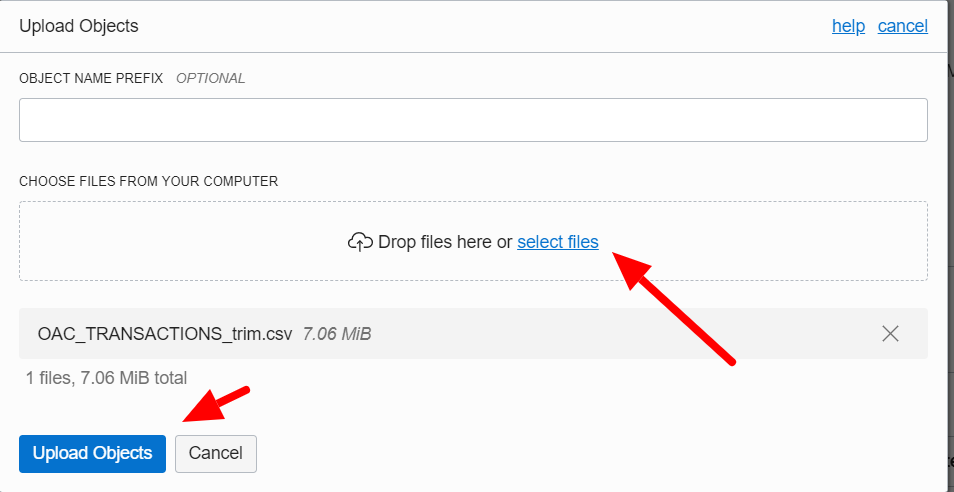 Upload Objects help cancel
OBJECT NAME PREFIX OPTIONAL
CHOOSE FILES FROM YOUR COMPUTER
Drop files here or select files
OAC_TRANSACTIONS_trim.csv 7.06 MiB
1 files, 7.06 MiB total
Upload Objects Cancel